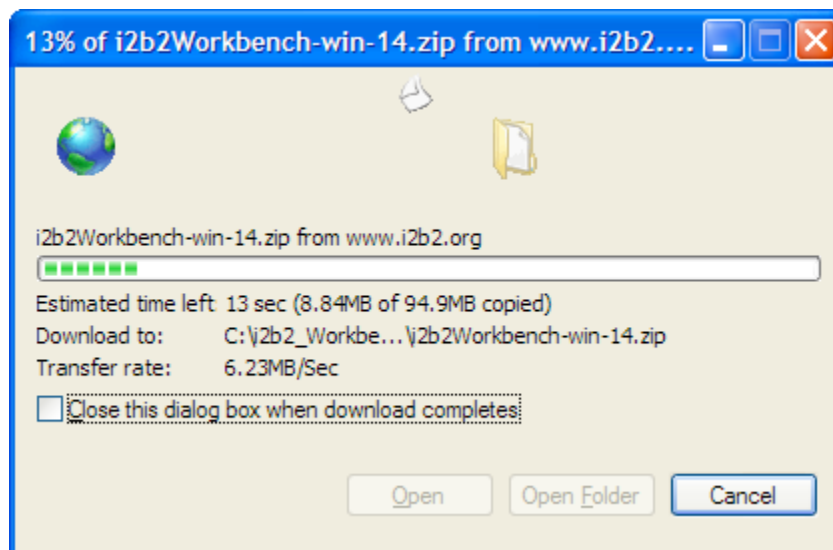 13% of i2b2Workbench-win-14.zip from www.i2b2....
i2b2Workbench-win-14.zip from www.i2b2.org
Estimated time left 13 sec (8.84MB of 94.9MB copied)
Download to: C:\i2b2_Workbe...\i2b2Workbench-win-14.zip
Transfer rate: 6.23MB/Sec
Close this dialog box when download completes
Open Open Folder Cancel